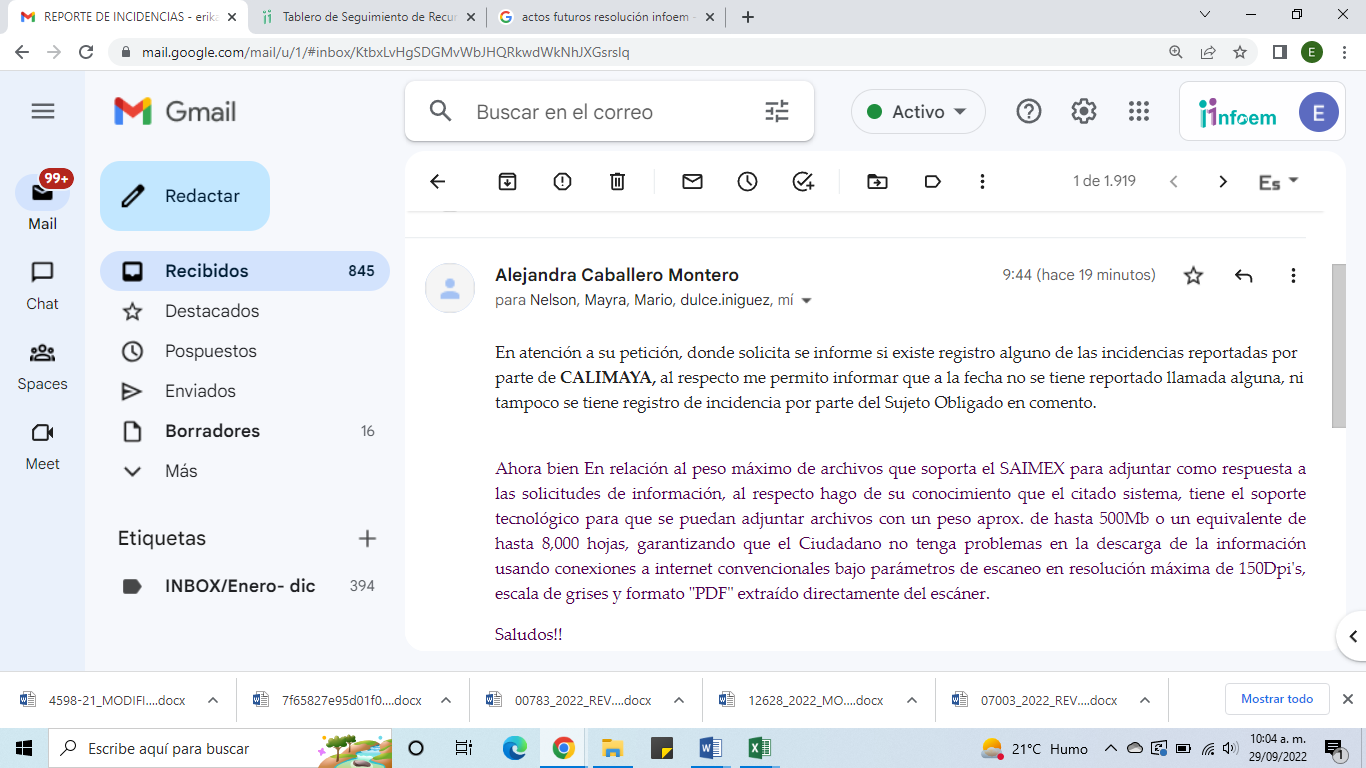 REPORTE DE INCIDENCIAS - erika
Tablero de Seguimiento de Recur
actos futuros resolución infoem -
mail.google.com/mail/u/1/#inbox/KtbxLvHgSDGMvWbJHQRkwdWkNhJXGsrsIq
E
Gmail
Buscar en el correo
Activo
infoem
E
99+
Mail
Chat
Spaces
Meet
Redactar
Recibidos 845
Destacados
Pospuestos
Enviados
Borradores 16
Más
Etiquetas
INBOX/Enero- dic 394
1 de 1.919
Es
Alejandra Caballero Montero
9:44 (hace 19 minutos)
para Nelson, Mayra, Mario, dulce.iniguez, mí
En atención a su petición, donde solicita se informe si existe registro alguno de las incidencias reportadas por
parte de CALIMAYA, al respecto me permito informar que a la fecha no se tiene reportado llamada alguna, ni
tampoco se tiene registro de incidencia por parte del Sujeto Obligado en comento.
Ahora bien En relación al peso máximo de archivos que soporta el SAIMEX para adjuntar como respuesta a
las solicitudes de información, al respecto hago de su conocimiento que el citado sistema, tiene el soporte
tecnológico para que se puedan adjuntar archivos con un peso aprox. de hasta 500Mb o un equivalente de
hasta 8,000 hojas, garantizando que el Ciudadano no tenga problemas en la descarga de la información
usando conexiones a internet convencionales bajo parámetros de escaneo en resolución máxima de 150Dpi's,
escala de grises y formato "PDF" extraído directamente del escáner.
Saludos!!
4598-21_MODIFI....docx
7f65827e95d01f0....docx
00783_2022_REV....docx
12628_2022_MO....docx
07003_2022_REV....docx
Mostrar todo
Escribe aquí para buscar
21°C Humo
10:04 a. m.
29/09/2022
1